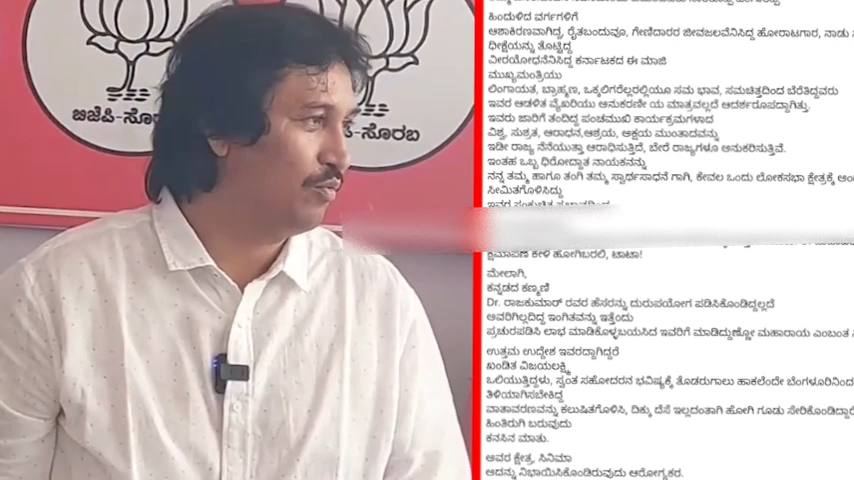 ಬಿಜೆಪಿ-ಸೊ
-ಸೊರಬ
ಹಿಂದುಳಿದ ವರ್ಗಗಳಿಗೆ
ಆಶಾಕಿರಣವಾಗಿದ್ದ, ರೈತಬಂದುವೂ, ಗೇಣಿದಾರರ ಜೀವಜಲವೆನಿಸಿದ್ದ ಹೋರಾಟಗಾರ, ನಾಡು
ಧೀಕ್ಷೆಯನ್ನು ತೊಟ್ಟಿದ್ದ
ವೀರಯೋಧನೆನಿಸಿದ್ದ ಕರ್ನಾಟಕದ ಈ ಮಾಜಿ
ಮುಖ್ಯಮಂತ್ರಿಯು
ಲಿಂಗಾಯತ, ಬ್ರಾಹ್ಮಣ, ಒಕ್ಕಲಿಗರೆಲ್ಲರಲ್ಲಿಯೂ ಸಮ ಭಾವ, ಸಮಚಿತ್ತದಿಂದ ಬೆರೆತಿದ್ದವರು
ಇವರ ಆಡಳಿತ ವೈಖರಿಯು ಅನುಕರಣೀ ಯ ಮಾತ್ರವಲ್ಲದೆ ಆದರ್ಶರೂಪದ್ದಾಗಿತ್ತು.
ಇವರು ಜಾರಿಗೆ ತಂದಿದ್ದ ಪಂಚಮುಖಿ ಕಾರ್ಯಕ್ರಮಗಳಾದ
ವಿಶ್ವ, ಸುಶ್ರತ, ಆರಾಧನ,ಆಶ್ರಯ, ಅಕ್ಷಯ ಮುಂತಾದವನ್ನು
ಇಡೀ ರಾಜ್ಯ ನೆನೆಯುತ್ತಾ ಆರಾಧಿಸುತ್ತಿದೆ, ಬೇರೆ ರಾಜ್ಯಗಳೂ ಅನುಕರಿಸುತ್ತಿವೆ.
ಇಂತಹ ಒಬ್ಬ ಧಿರೋದ್ದಾತ ನಾಯಕನನ್ನು
ನನ್ನ ತಮ್ಮ ಹಾಗೂ ತಂಗಿ ತಮ್ಮ ಸ್ವಾರ್ಥಸಾಧನೆ ಗಾಗಿ, ಕೇವಲ ಒಂದು ಲೋಕಸಭಾ ಕ್ಷೇತ್ರಕ್ಕೆ
ಸೀಮಿತಗೊಳಿಸಿದ್ದು
ಇವರ
ಕ್ಷಮಾಪಣೆ ಕೇಳಿ ಹೋಗಿಬರಲಿ, ಟಾಟಾ!
ಮೇಲಾಗಿ,
ಕನ್ನಡದ ಕಣ್ಮಣಿ
Dr. ರಾಜಕುಮಾರ್ ರವರ ಹೆಸರನ್ನು ದುರುಪಯೋಗ ಪಡಿಸಿಕೊಂಡಿದ್ದಲ್ಲದೆ
ಅವರಿಗಿಲ್ಲದಿದ್ದ ಇಂಗಿತವನ್ನು ಇತ್ತೆಂದು
ಪ್ರಚುರಪಡಿಸಿ ಲಾಭ ಮಾಡಿಕೊಳ್ಳಬಯಸಿದ ಇವರಿಗೆ ಮಾಡಿದ್ದುಣ್ಣೋ ಮಹಾರಾಯ ಎಂಬಂತ
ಉತ್ತಮ ಉದ್ದೇಶ ಇವರದ್ದಾಗಿದ್ದರೆ
ಖಂಡಿತ ವಿಜಯಲಕ್ಷ್ಮಿ
ಒಲಿಯುತ್ತಿದ್ದಳು, ಸ್ವಂತ ಸಹೋದರನ ಭವಿಷ್ಯಕ್ಕೆ ತೊಡರುಗಾಲು ಹಾಕಲೆಂದೇ ಬೆಂಗಳೂರಿನಿಂದ
ತಿಳಿಯಾಗಿಸಬೇಕಿದ್ದ
ವಾತಾವರಣವನ್ನು ಕಲುಷಿತಗೊಳಿಸಿ, ದಿಕ್ಕು ದೆಸೆ ಇಲ್ಲದಂತಾಗಿ ಹೋಗಿ ಗೂಡು ಸೇರಿಕೊಂಡಿದ್ದಾರೆ
ಹಿಂತಿರುಗಿ ಬರುವುದು
ಕನಸಿನ ಮಾತು.
ಅವರ ಕ್ಷೇತ್ರ, ಸಿನಿಮಾ
ಅದನ್ನು ನಿಭಾಯಿಸಿಕೊಂಡಿರುವುದು ಆರೋಗ್ಯಕರ.